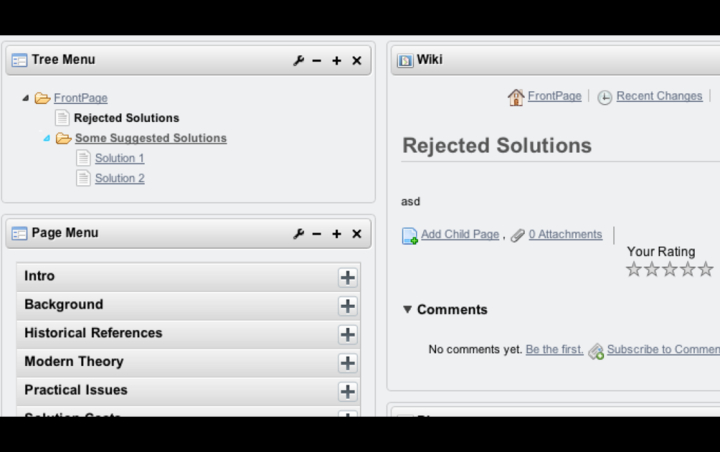 Tree Menu
FrontPage
Rejected Solutions
Some Suggested Solutions
Solution 1
Solution 2
Page Menu
Intro
Background
Historical References
Modern Theory
Practical Issues
Solution Costs
Wiki
FrontPage | Recent Changes |
Rejected Solutions
asd
Add Child Page , 0 Attachments
Your Rating
Comments
No comments yet. Be the first. Subscribe to Commen